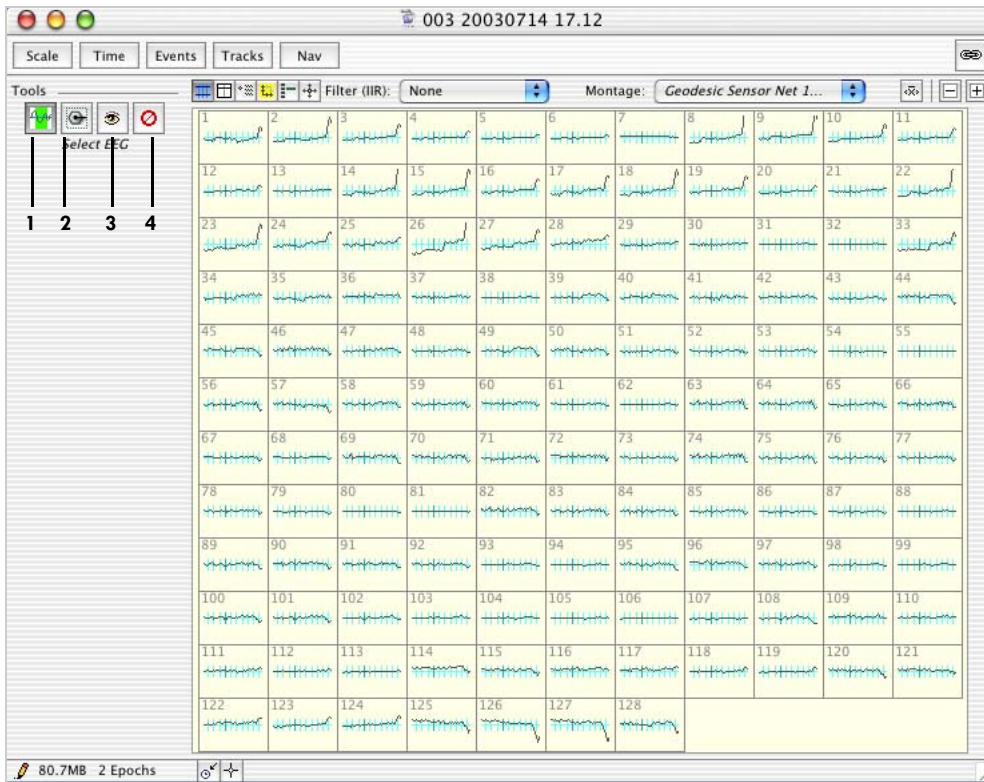 003 20030714 17.12
Scale Time Events Tracks Nav
Tools Filter (IIR): None Montage: Geodesic Sensor Net 1...
Select EEG
1 2 3 4
1 2 3 4 5 6 7 8 9 10 11
12 13 14 15 16 17 18 19 20 21 22
23 24 25 26 27 28 29 30 31 32 33
34 35 36 37 38 39 40 41 42 43 44
45 46 47 48 49 50 51 52 53 54 55
56 57 58 59 60 61 62 63 64 65 66
67 68 69 70 71 72 73 74 75 76 77
78 79 80 81 82 83 84 85 86 87 88
89 90 91 92 93 94 95 96 97 98 99
100 101 102 103 104 105 106 107 108 109 110
111 112 113 114 115 116 117 118 119 120 121
122 123 124 125 126 127 128
80.7MB 2 Epochs